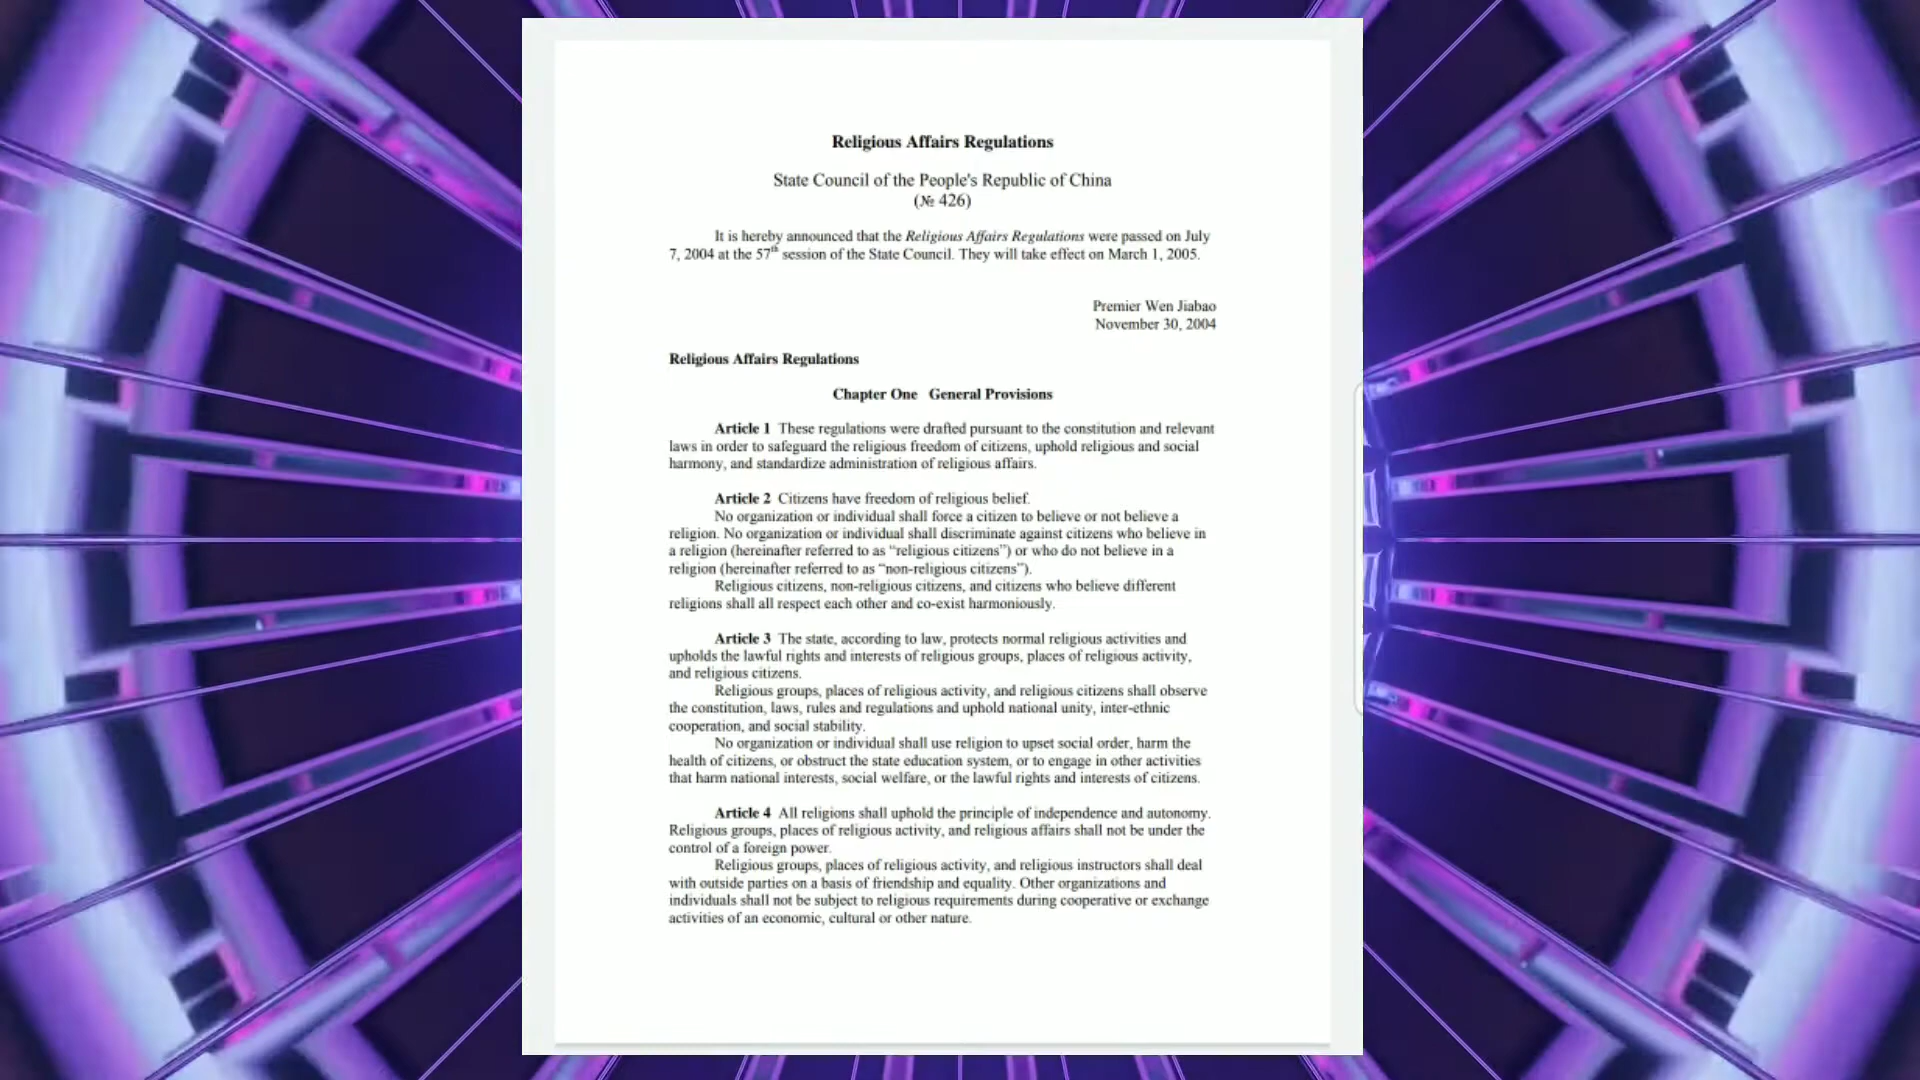 Religious Affairs Regulations
State Council of the People's Republic of China
(№ 426)
It is hereby announced that the Religious Affairs Regulations were passed on July
7, 2004 at the 57th session of the State Council. They will take effect on March 1, 2005.
Premier Wen Jiabao
November 30, 2004
Religious Affairs Regulations
Chapter One General Provisions
Article 1 These regulations were drafted pursuant to the constitution and relevant
laws in order to safeguard the religious freedom of citizens, uphold religious and social
harmony, and standardize administration of religious affairs.
Article 2 Citizens have freedom of religious belief.
No organization or individual shall force a citizen to believe or not believe a
religion. No organization or individual shall discriminate against citizens who believe in
a religion (hereinafter referred to as “religious citizens”) or who do not believe in a
religion (hereinafter referred to as “non-religious citizens”).
Religious citizens, non-religious citizens, and citizens who believe different
religions shall all respect each other and co-exist harmoniously.
Article 3 The state, according to law, protects normal religious activities and
upholds the lawful rights and interests of religious groups, places of religious activity,
and religious citizens.
Religious groups, places of religious activity, and religious citizens shall observe
the constitution, laws, rules and regulations and uphold national unity, inter-ethnic
cooperation, and social stability.
No organization or individual shall use religion to upset social order, harm the
health of citizens, or obstruct the state education system, or to engage in other activities
that harm national interests, social welfare, or the lawful rights and interests of citizens.
Article 4 All religions shall uphold the principle of independence and autonomy.
Religious groups, places of religious activity, and religious affairs shall not be under the
control of a foreign power.
Religious groups, places of religious activity, and religious instructors shall deal
with outside parties on a basis of friendship and equality. Other organizations and
individuals shall not be subject to religious requirements during cooperative or exchange
activities of an economic, cultural or other nature.